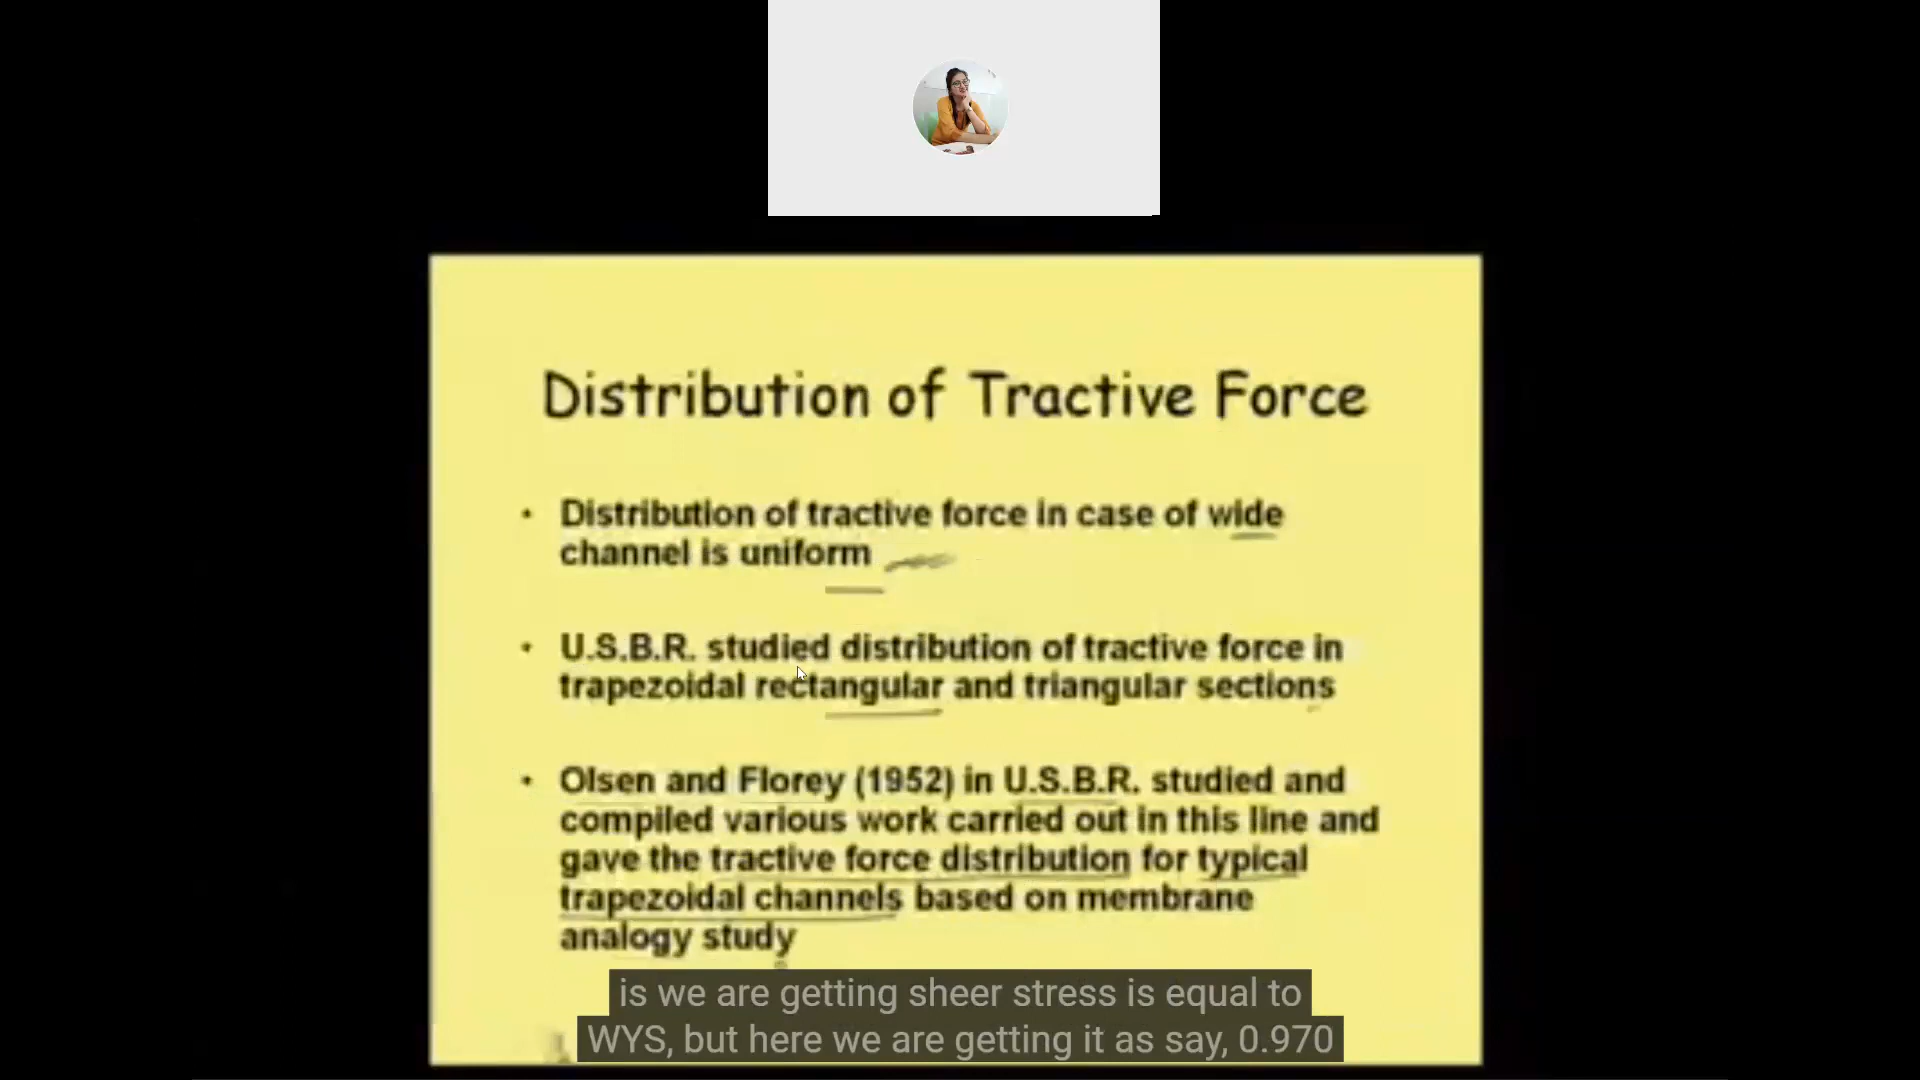 Distribution of Tractive Force
• Distribution of tractive force in case of wide
channel is uniform
• U.S.B.R. studied distribution of tractive force in
trapezoidal rectangular and triangular sections
• Olsen and Florey (1952) in U.S.B.R. studied and
compiled various work carried out in this line and
gave the tractive force distribution for typical
trapezoidal channels based on membrane
analogy study
is we are getting sheer stress is equal to
WYS, but here we are getting it as say, 0.970